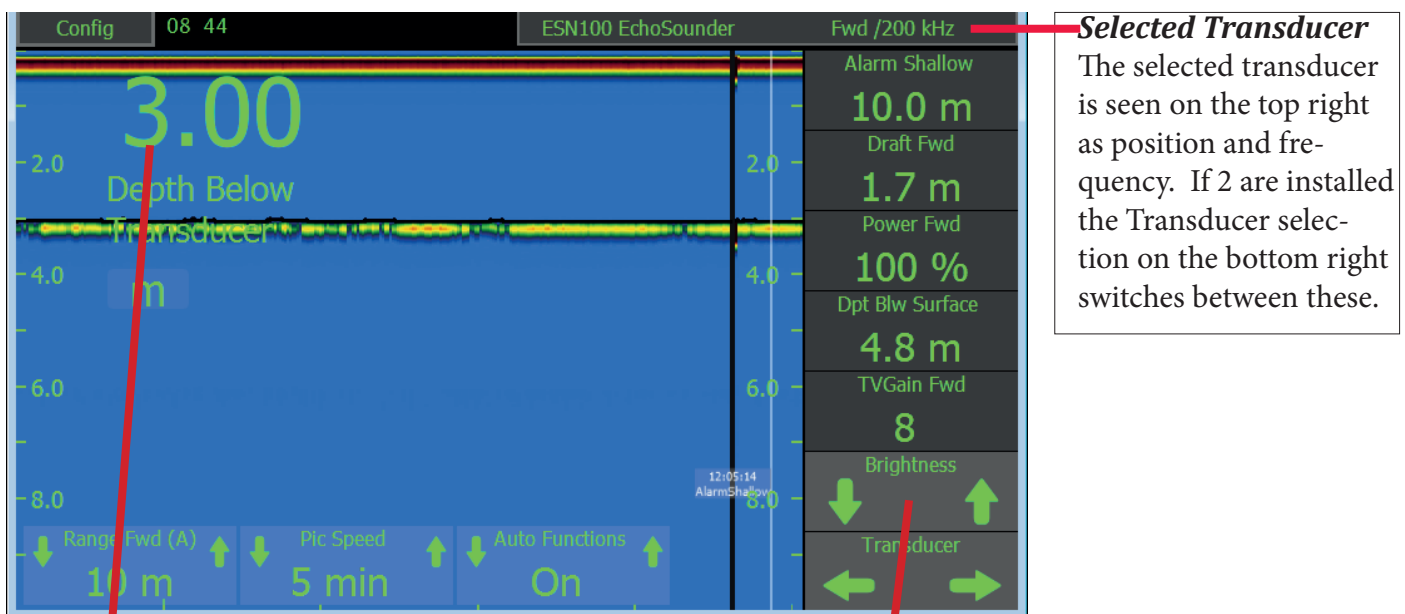 Config
08 44
ESN100 EchoSounder
Fwd /200 kHz
3.00
Depth Below
Transducer
m
2.0
4.0
6.0
8.0
2.0
4.0
6.0
8.0
12:05:14
AlarmShallow
Range Fwd (A)
10 m
Pic Speed
5 min
Auto Functions
On
Alarm Shallow
10.0 m
Draft Fwd
1.7 m
Power Fwd
100 %
Dpt Blw Surface
4.8 m
TVGain Fwd
8
Brightness
Transducer
Selected Transducer
The selected transducer
is seen on the top right
as position and fre-
quency.  If 2 are installed
the Transducer selec-
tion on the bottom right
switches between these.